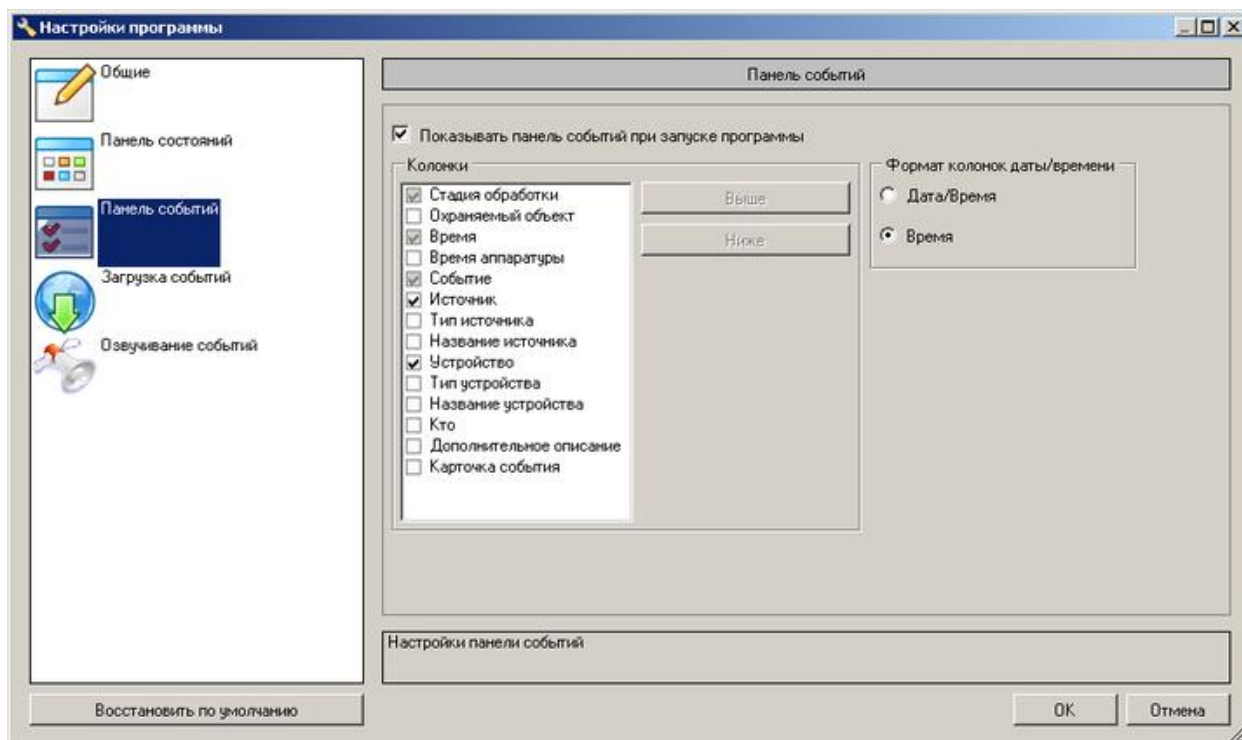 Настройки программы
Общие
Панель состояний
Панель событий
Загрузка событий
Озвучивание событий
Восстановить по умолчанию
Панель событий
Показывать панель событий при запуске программы
Колонки
Стадия обработки
Охраняемый объект
Время
Время аппаратуры
Событие
Источник
Тип источника
Название источника
Устройство
Тип устройства
Название устройства
Кто
Дополнительное описание
Карточка события
Выше
Ниже
Формат колонок даты/времени
Дата/Время
Время
Настройки панели событий
OK
Отмена